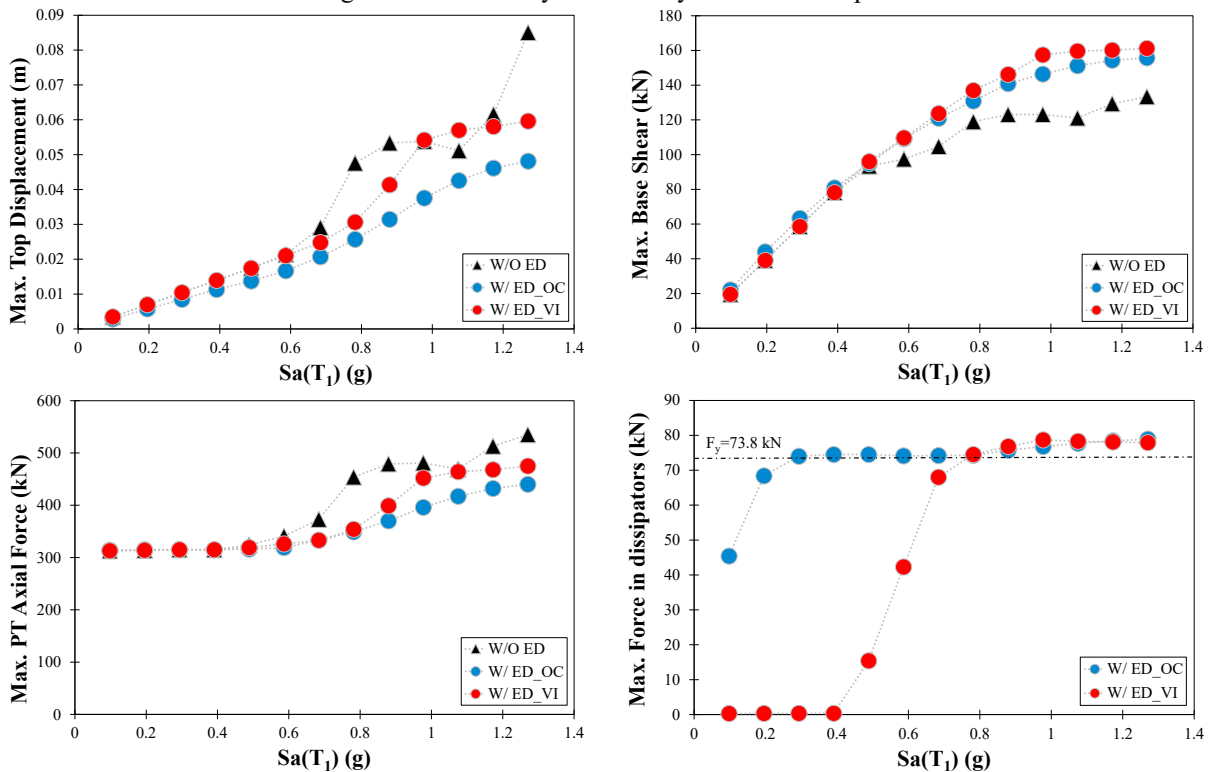 0.09
0.08
0.07
0.06
0.05
0.04
0.03
0.02
0.01
0
0 0.2 0.4 0.6 0.8 1 1.2 1.4
Max. Top Displacement (m)
Sa(T1) (g)
W/O ED
W/ ED_OC
W/ ED_VI
180
160
140
120
100
80
60
40
20
0
0 0.2 0.4 0.6 0.8 1 1.2 1.4
Max. Base Shear (kN)
Sa(T1) (g)
W/O ED
W/ ED_OC
W/ ED_VI
600
500
400
300
200
100
0
0 0.2 0.4 0.6 0.8 1 1.2 1.4
Max. PT Axial Force (kN)
Sa(T1) (g)
W/O ED
W/ ED_OC
W/ ED_VI
90
80
70
60
50
40
30
20
10
0
0 0.2 0.4 0.6 0.8 1 1.2 1.4
Max. Force in dissipators (kN)
Sa(T1) (g)
Fy=73.8 kN
W/ ED_OC
W/ ED_VI